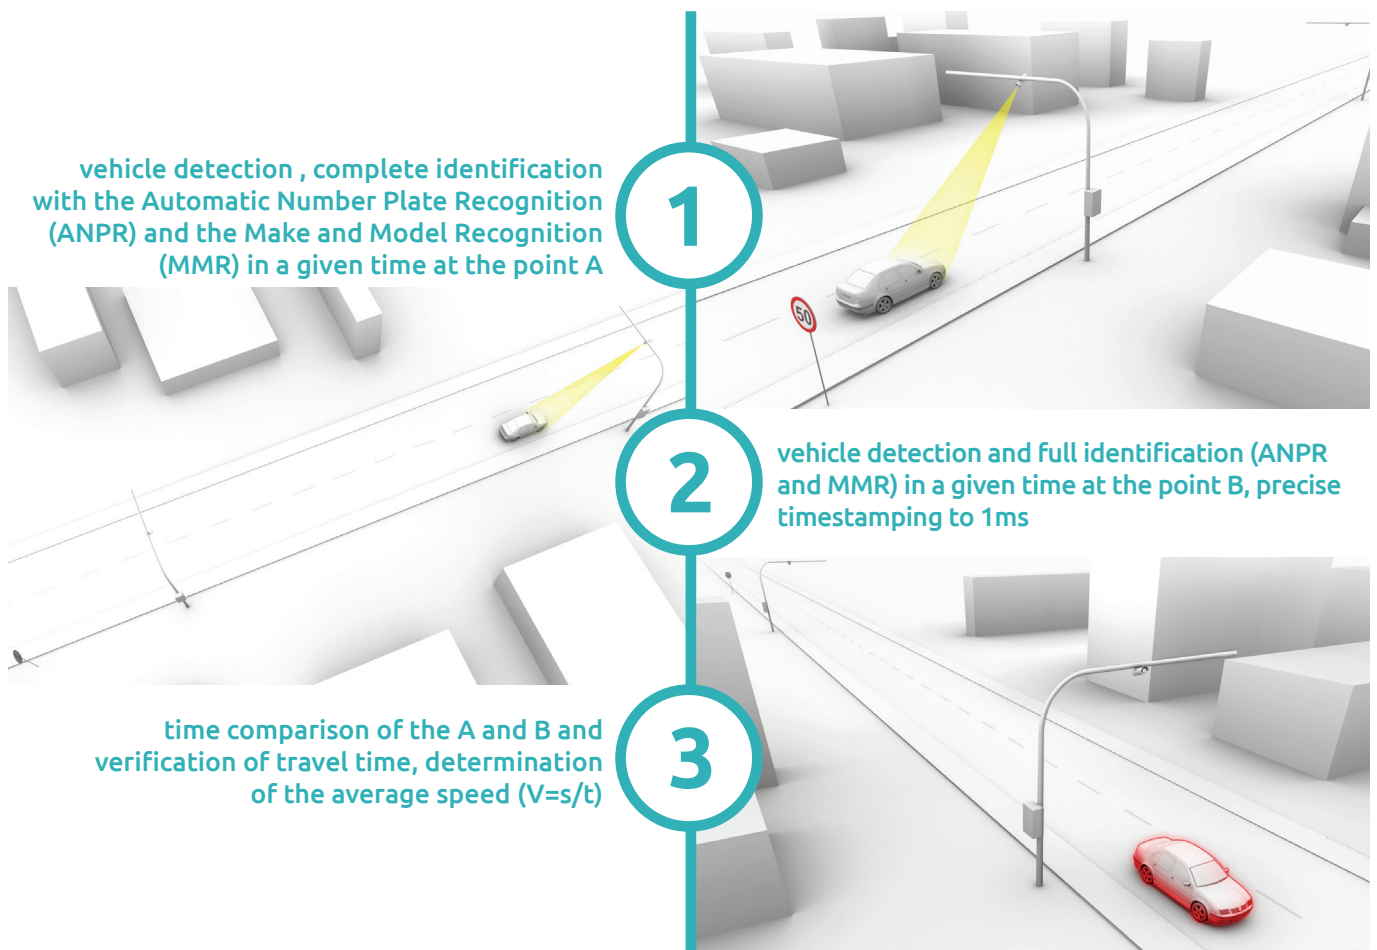 vehicle detection , complete identification
with the Automatic Number Plate Recognition
(ANPR) and the Make and Model Recognition
(MMR) in a given time at the point A
1
50
2
vehicle detection and full identification (ANPR
and MMR) in a given time at the point B, precise
timestamping to 1ms
time comparison of the A and B and
verification of travel time, determination
of the average speed (V=s/t)
3